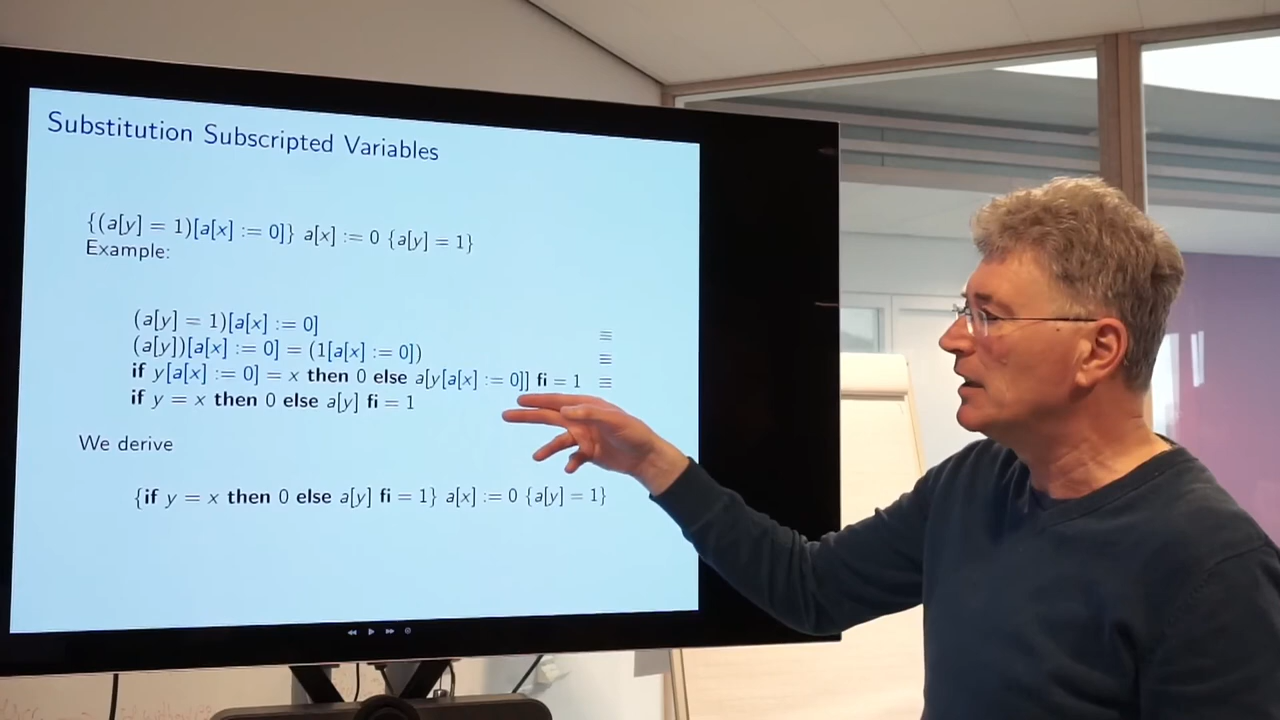 Substitution Subscripted Variables
{(a[y] = 1)[a[x] := 0]} a[x] := 0 {a[y] = 1}
Example:
(a[y] = 1)[a[x] := 0] ≡
(a[y])[a[x] := 0] = (1[a[x] := 0]) ≡
if y[a[x] := 0] = x then 0 else a[y[a[x] := 0]] fi = 1 ≡
if y = x then 0 else a[y] fi = 1
We derive
{if y = x then 0 else a[y] fi = 1} a[x] := 0 {a[y] = 1}